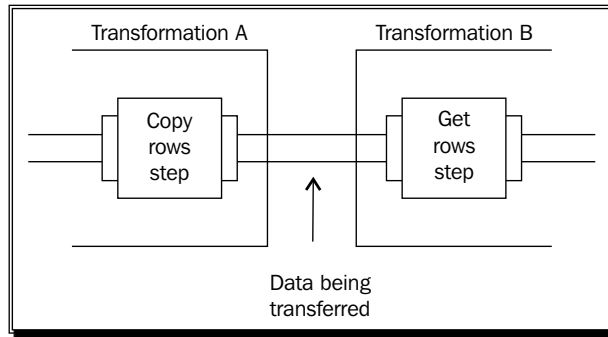 Transformation A
Transformation B
Copy
rows
step
Get
rows
step
Data being
transferred